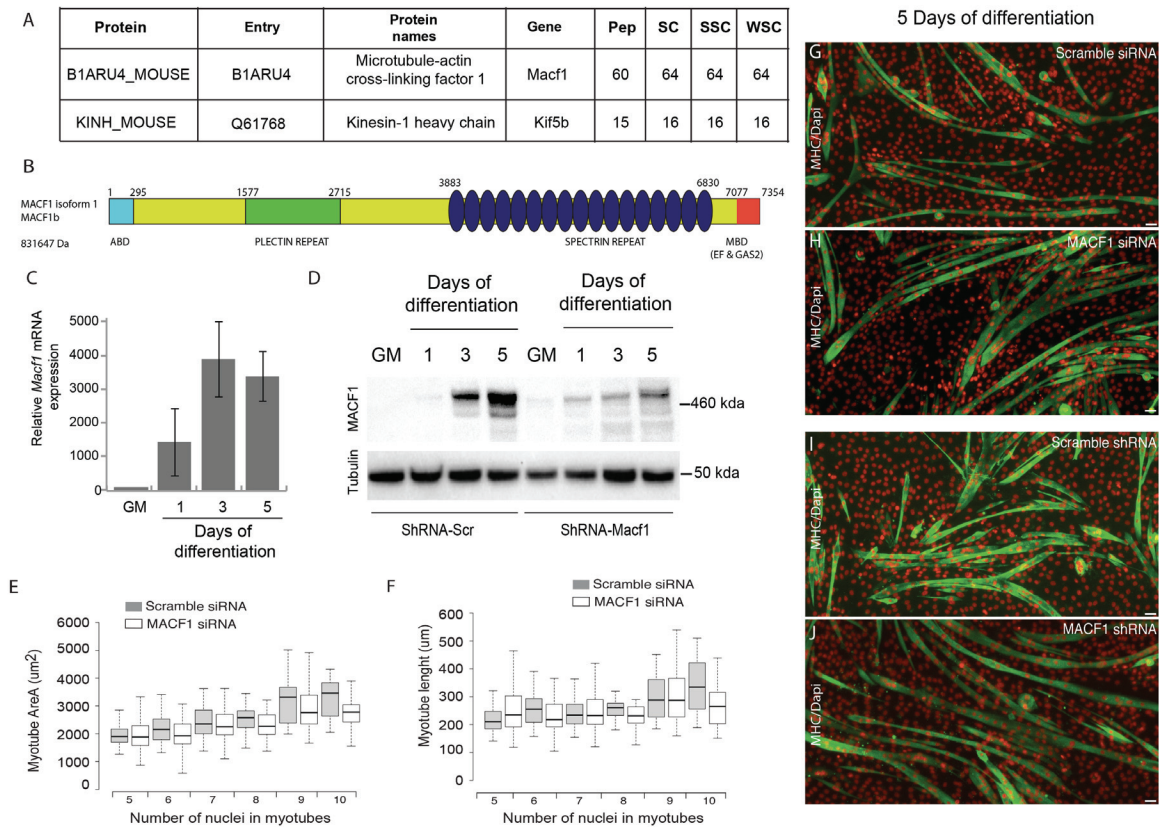 A
Protein Entry Protein names Gene Pep SC SSC WSC
B1ARU4_MOUSE B1ARU4 Microtubule-actin cross-linking factor 1 Macf1 60 64 64 64
KINH_MOUSE Q61768 Kinesin-1 heavy chain Kif5b 15 16 16 16
B
1 295 1577 2715 3883 6830 7077 7354
MACF1 isoform 1
MACF1b
831647 Da
ABD PLECTIN REPEAT SPECTRIN REPEAT MBD
(EF & GAS2)
C
Relative Macf1 mRNA
expression
5000
4000
3000
2000
1000
0
GM 1 3 5
Days of
differentiation
D
Days of
differentiation
Days of
differentiation
GM 1 3 5 GM 1 3 5
MACF1
460 kda
Tubulin
50 kda
ShRNA-Scr ShRNA-Macf1
E
Scramble siRNA
MACF1 siRNA
Myotube AreA (um2)
6000
5000
4000
3000
2000
1000
0
5 6 7 8 9 10
Number of nuclei in myotubes
F
Scramble siRNA
MACF1 siRNA
Myotube lenght (um)
600
500
400
300
200
100
0
5 6 7 8 9 10
Number of nuclei in myotubes
5 Days of differentiation
G
Scramble siRNA
MHC/Dapi
H
MACF1 siRNA
MHC/Dapi
I
Scramble shRNA
MHC/Dapi
J
MACF1 shRNA
MHC/Dapi